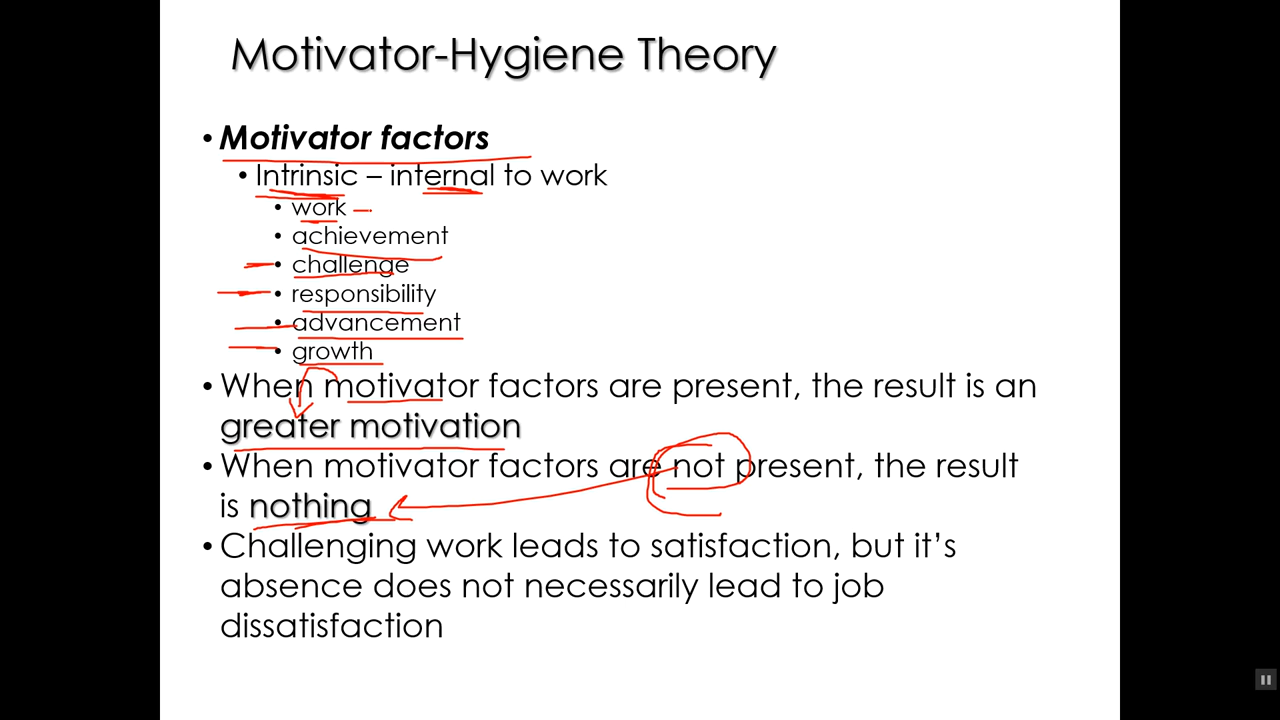 Motivator-Hygiene Theory
• Motivator factors
• Intrinsic – internal to work
• work
• achievement
• challenge
• responsibility
• advancement
• growth
• When motivator factors are present, the result is an
greater motivation
• When motivator factors are not present, the result
is nothing
• Challenging work leads to satisfaction, but it’s
absence does not necessarily lead to job
dissatisfaction